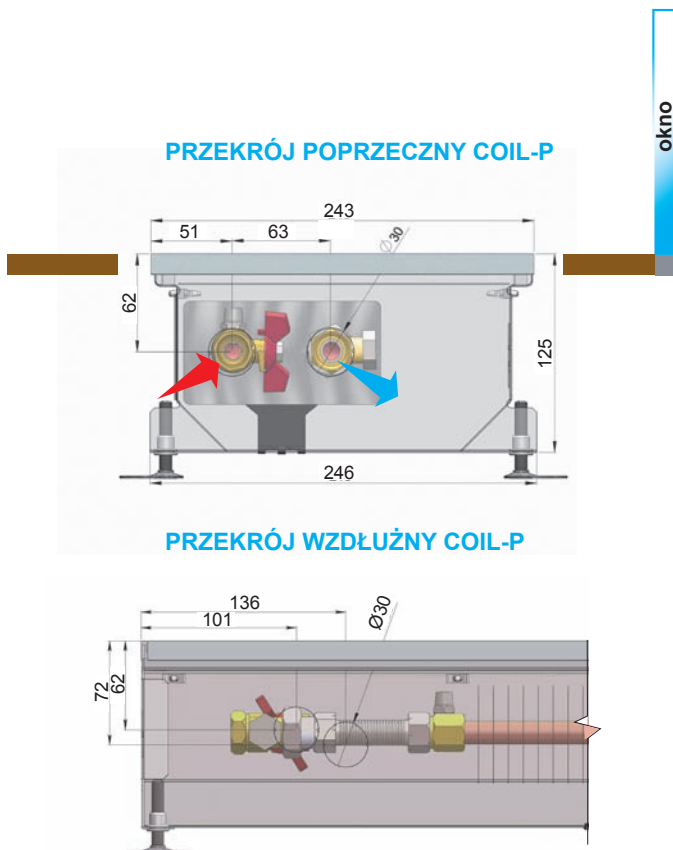 okno
PRZEKRÓJ POPRZECZNY COIL-P
243
51
63
Ø30
62
125
246
PRZEKRÓJ WZDŁUŻNY COIL-P
136
101
Ø30
72
62